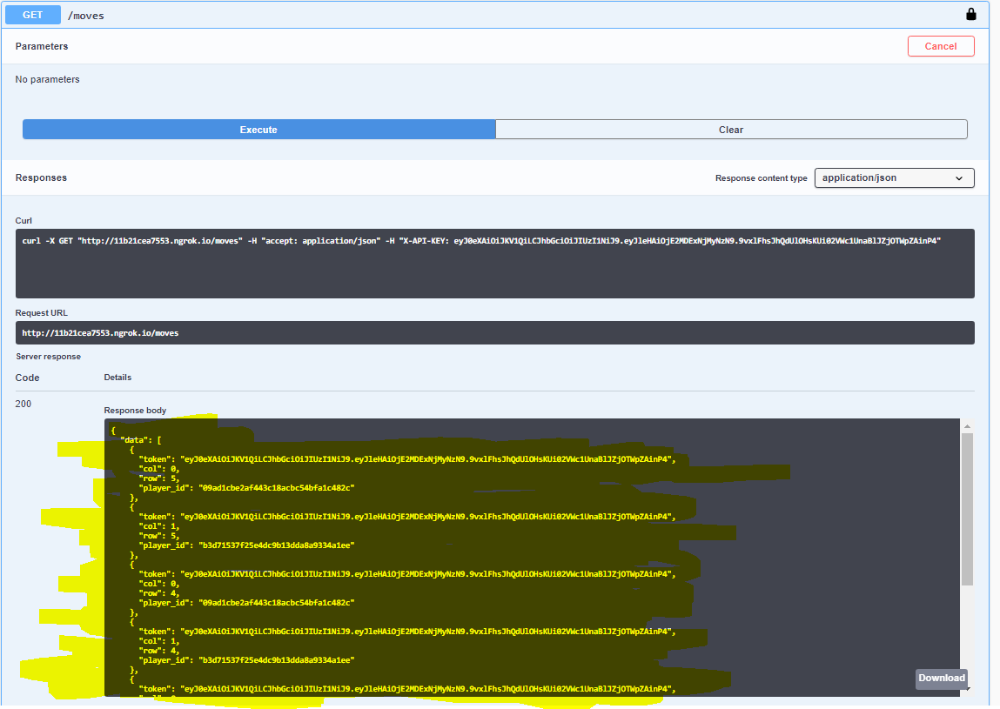 GET /moves
Parameters
Cancel
No parameters
Execute
Clear
Responses
Response content type
application/json
Curl
curl -X GET "http://11b21cea7553.ngrok.io/moves" -H "accept: application/json" -H "X-API-KEY: eyJ0eXAiOiJKV1QiLCJhbGciOiJIUzI1NiJ9.eyJleHAiOjE2MDExNjMyNzN9.9vxlFhsJhQdUlOHsKUi02VWc1UnaBlJZjOTWpZAinP4"
Request URL
http://11b21cea7553.ngrok.io/moves
Server response
Code
Details
200
Response body
{
"data": [
{
"token": "eyJ0eXAiOiJKV1QiLCJhbGciOiJIUzI1NiJ9.eyJleHAiOjE2MDExNjMyNzN9.9vxlFhsJhQdUlOHsKUi02VWc1UnaBlJZjOTWpZAinP4",
"col": 0,
"row": 5,
"player_id": "09ad1cbe2af443c18acbc54bfa1c482c"
},
{
"token": "eyJ0eXAiOiJKV1QiLCJhbGciOiJIUzI1NiJ9.eyJleHAiOjE2MDExNjMyNzN9.9vxlFhsJhQdUlOHsKUi02VWc1UnaBlJZjOTWpZAinP4",
"col": 1,
"row": 5,
"player_id": "b3d71537f25e4dc9b13dda8a9334a1ee"
},
{
"token": "eyJ0eXAiOiJKV1QiLCJhbGciOiJIUzI1NiJ9.eyJleHAiOjE2MDExNjMyNzN9.9vxlFhsJhQdUlOHsKUi02VWc1UnaBlJZjOTWpZAinP4",
"col": 0,
"row": 4,
"player_id": "09ad1cbe2af443c18acbc54bfa1c482c"
},
{
"token": "eyJ0eXAiOiJKV1QiLCJhbGciOiJIUzI1NiJ9.eyJleHAiOjE2MDExNjMyNzN9.9vxlFhsJhQdUlOHsKUi02VWc1UnaBlJZjOTWpZAinP4",
"col": 1,
"row": 4,
"player_id": "b3d71537f25e4dc9b13dda8a9334a1ee"
},
{
"token": "eyJ0eXAiOiJKV1QiLCJhbGciOiJIUzI1NiJ9.eyJleHAiOjE2MDExNjMyNzN9.9vxlFhsJhQdUlOHsKUi02VWc1UnaBlJZjOTWpZAinP4",
Download